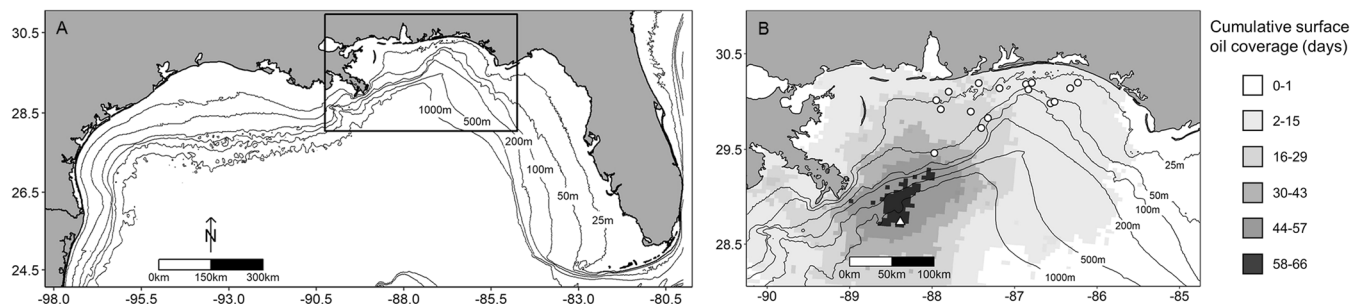 A
30.5
28.5
26.5
24.5
1000m
500m
200m
100m
50m
25m
N
0km 150km 300km
-98.0 -95.5 -93.0 -90.5 -88.0 -85.5 -83.0 -80.5
B
30.5
29.5
28.5
25m
50m
100m
200m
500m
1000m
0km 50km 100km
-90 -89 -88 -87 -86 -85
Cumulative surface
oil coverage (days)
0-1
2-15
16-29
30-43
44-57
58-66